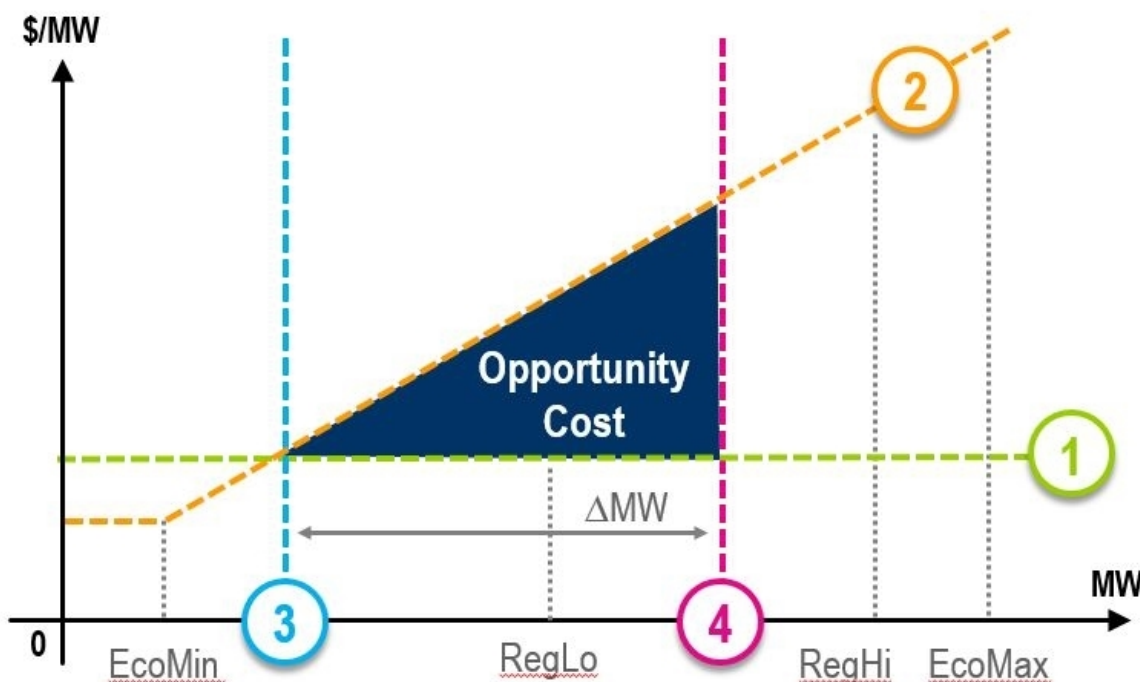 $/MW
2
Opportunity
Cost
1
ΔMW
MW
0
3
4
EcoMin
RegLo
RegHi
EcoMax